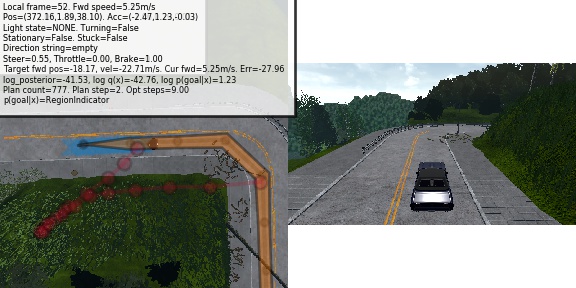 Local frame=52. Fwd speed=5.25m/s
Pos=(372.16,1.89,38.10). Acc=(-2.47,1.23,-0.03)
Light state=NONE. Turning=False
Stationary=False. Stuck=False
Direction string=empty
Steer=0.55, Throttle=0.00, Brake=1.00
Target fwd pos=-18.17, vel=-22.71m/s. Cur fwd=5.25m/s. Err=-27.96
log_posterior=-41.53, log q(x)=-42.76, log p(goal|x)=1.23
Plan count=777. Plan step=2. Opt steps=9.00
p(goal|x)=RegionIndicator